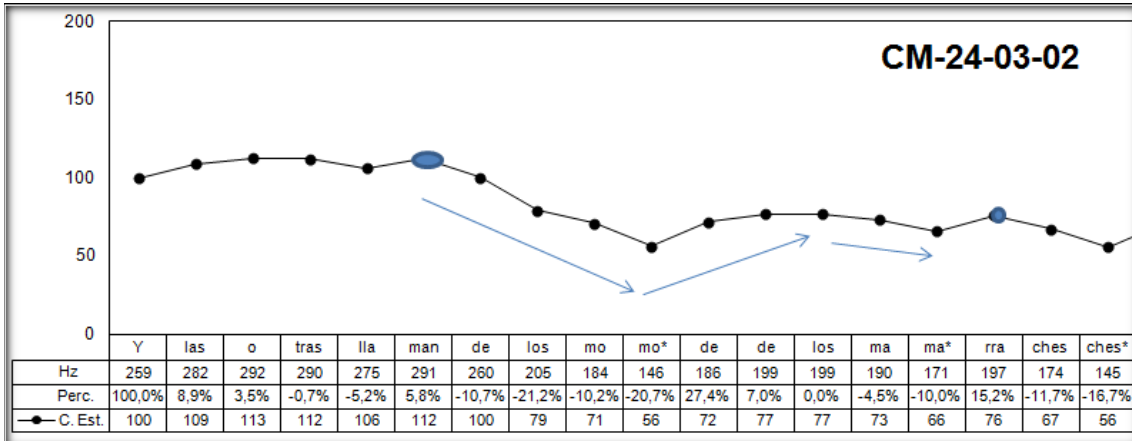 200
CM-24-03-02
150
100
50
0
Y las o tras lla man de los mo mo* de de los ma ma* rra ches ches*
Hz 259 282 292 290 275 291 260 205 184 146 186 199 199 190 171 197 174 145
Perc. 100,0% 8,9% 3,5% -0,7% -5,2% 5,8% -10,7% -21,2% -10,2% -20,7% 27,4% 7,0% 0,0% -4,5% -10,0% 15,2% -11,7% -16,7%
C. Est. 100 109 113 112 106 112 100 79 71 56 72 77 77 73 66 76 67 56